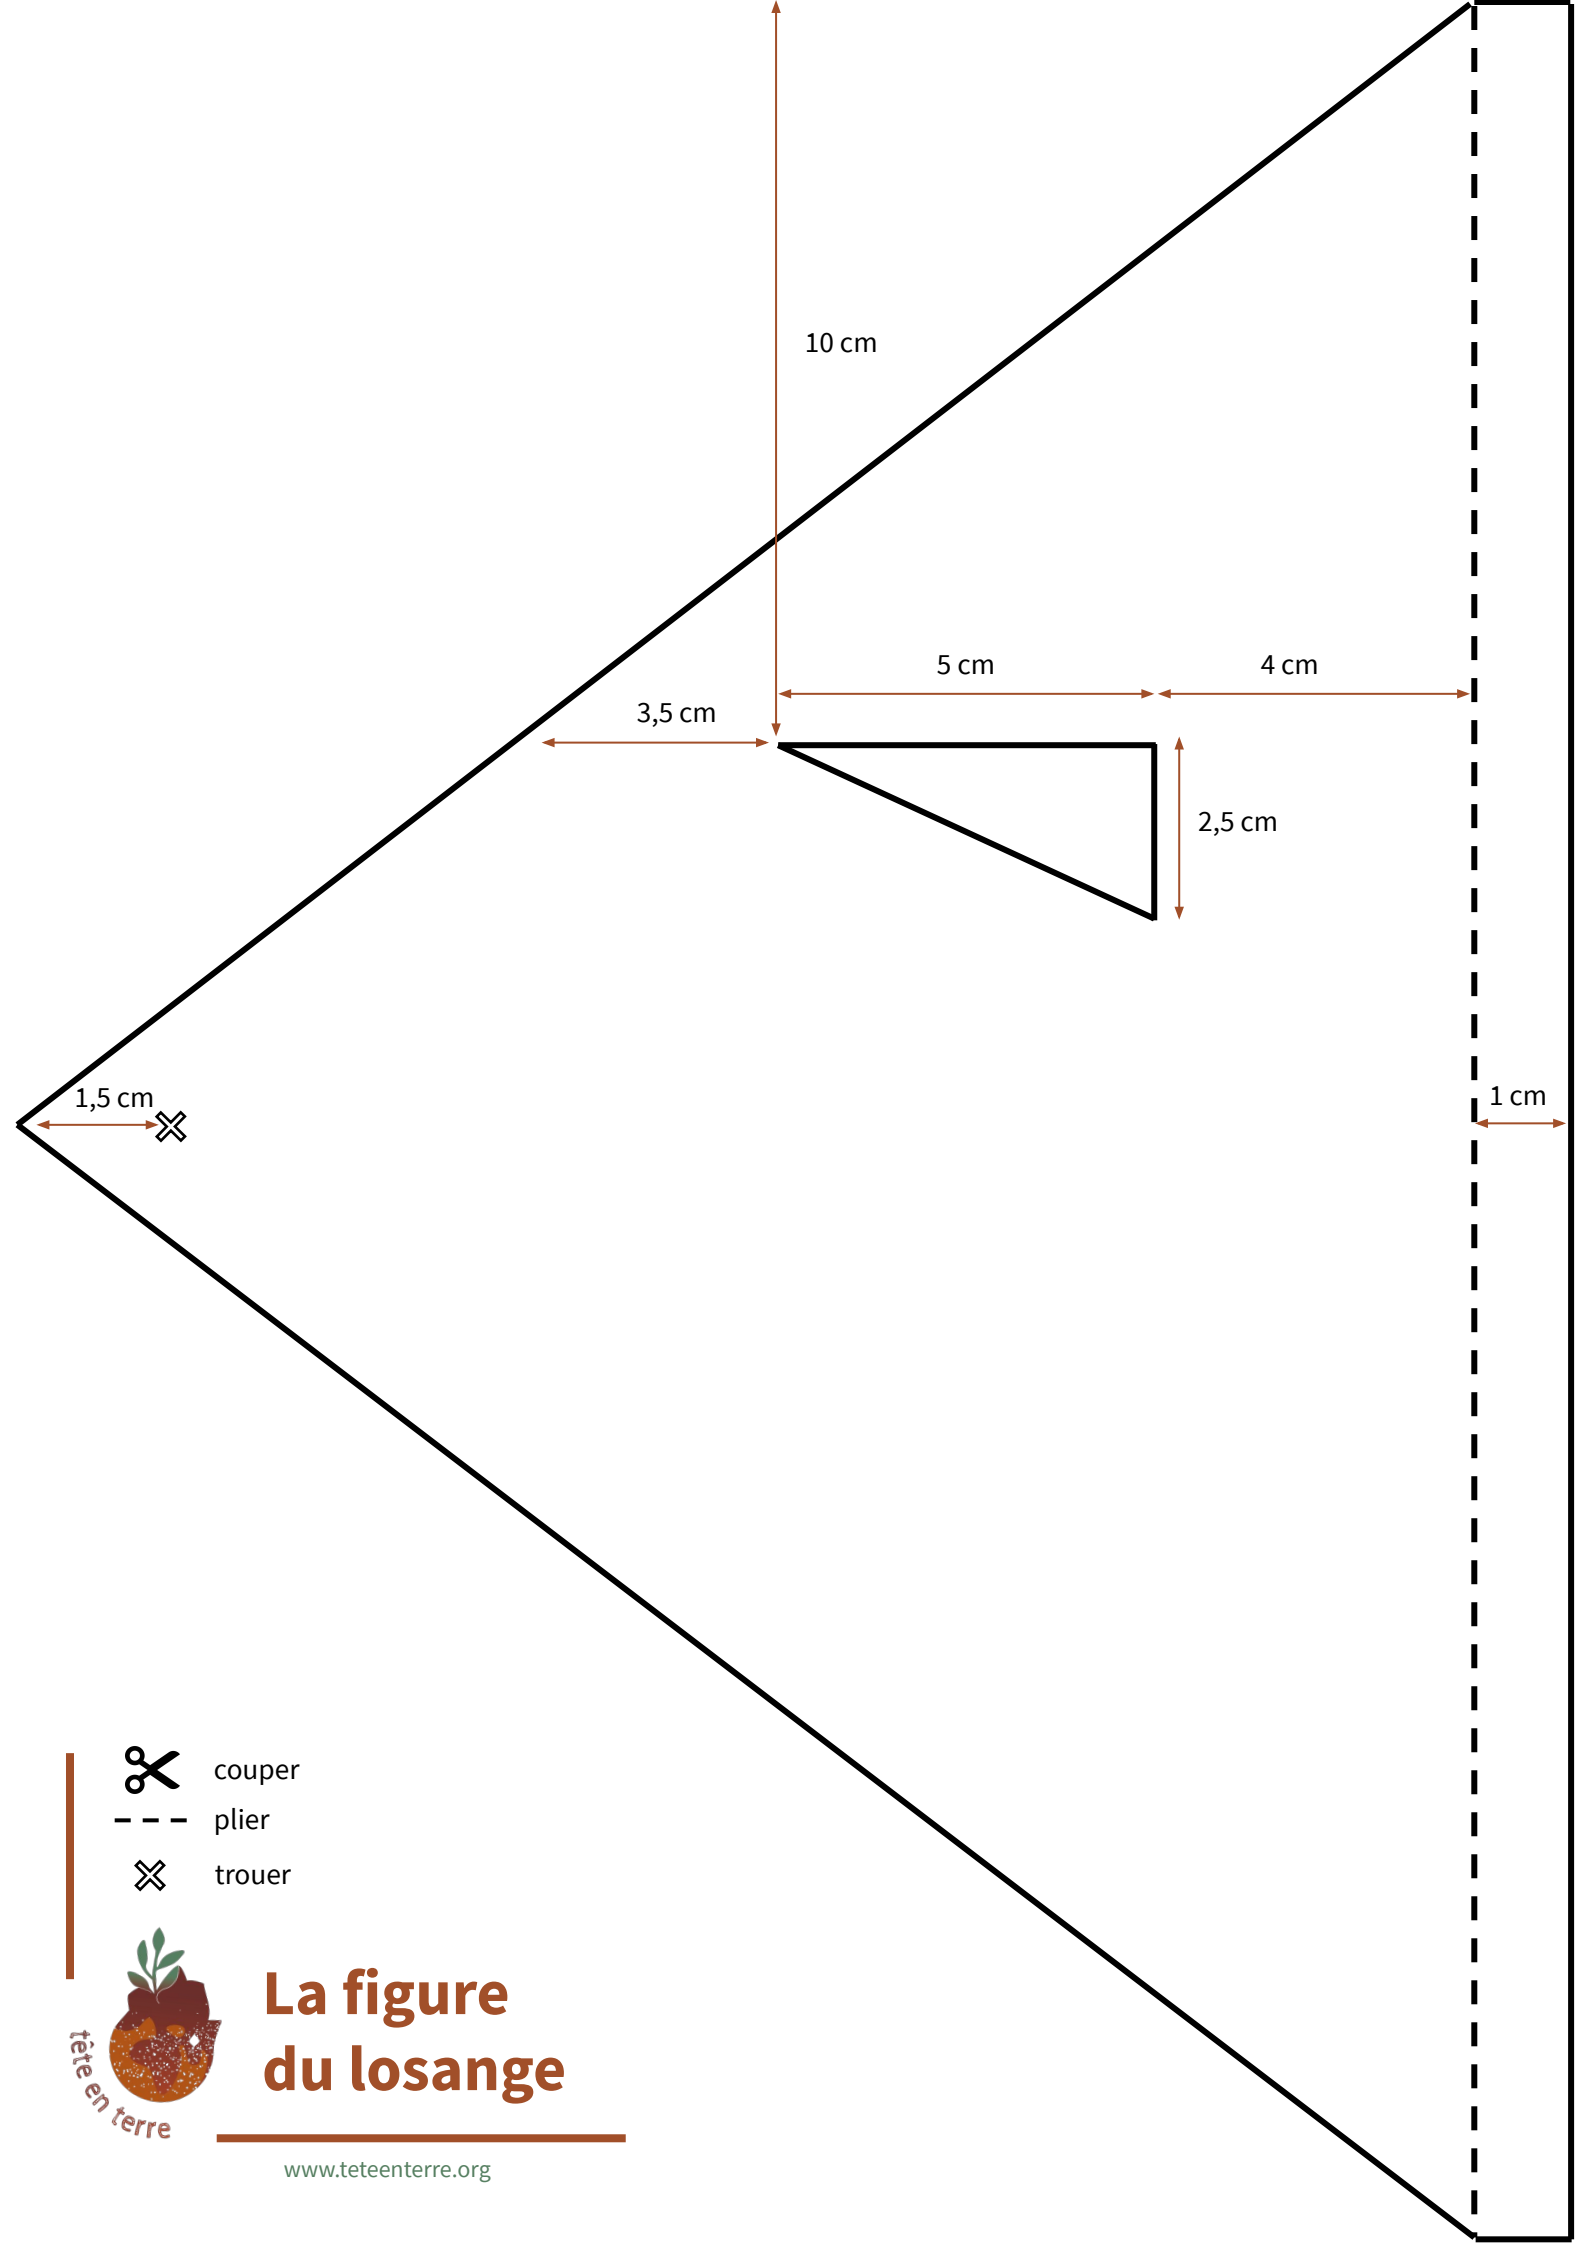 10 cm
5 cm
4 cm
3,5 cm
2,5 cm
1,5 cm
1 cm
couper
plier
trouer
tête en terre
La figure
du losange
www.teteenterre.org